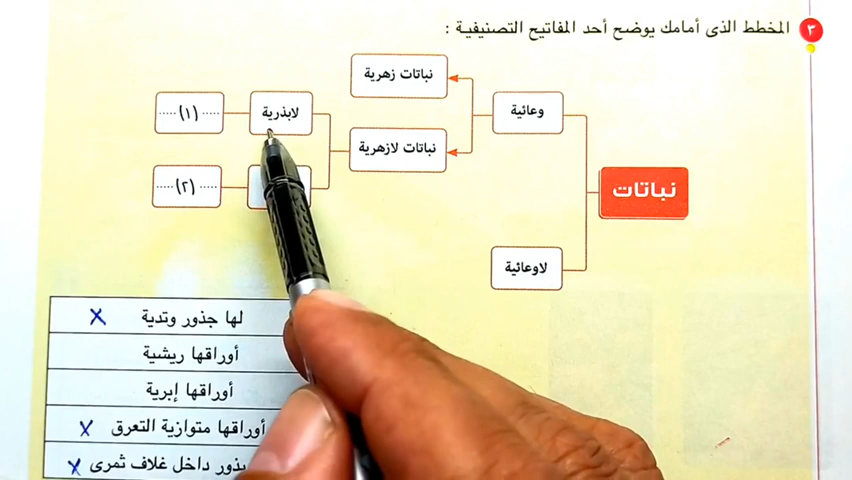 ٣ المخطط الذى أمامك يوضح أحد المفاتيح التصنيفية :
نباتات
وعائية
لاوعائية
نباتات زهرية
نباتات لازهرية
لابذرية
..... (١) .....
..... (٢) .....
لها جذور وتدية X
أوراقها ريشية
أوراقها إبرية
أوراقها متوازية التعرق X
بذور داخل غلاف ثمرى X